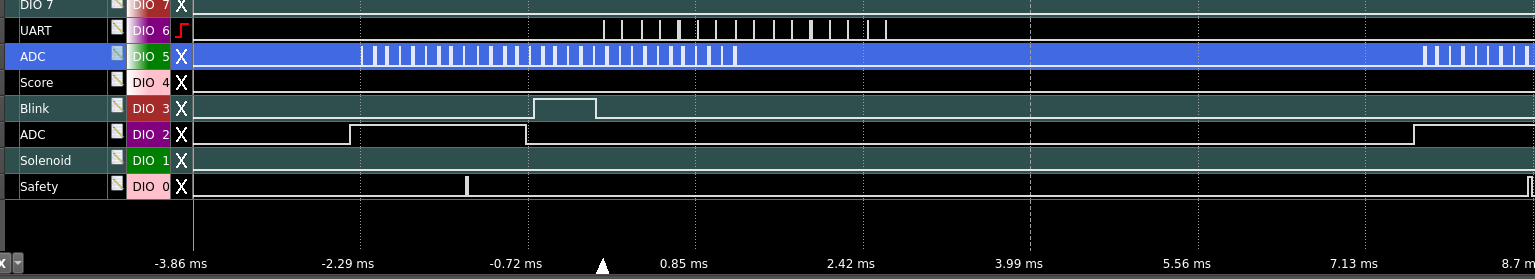 DIO 7 DIO 7
UART DIO 6
ADC DIO 5 X
Score DIO 4 X
Blink DIO 3 X
ADC DIO 2 X
Solenoid DIO 1 X
Safety DIO 0 X
X -3.86 ms -2.29 ms -0.72 ms 0.85 ms 2.42 ms 3.99 ms 5.56 ms 7.13 ms 8.7 m